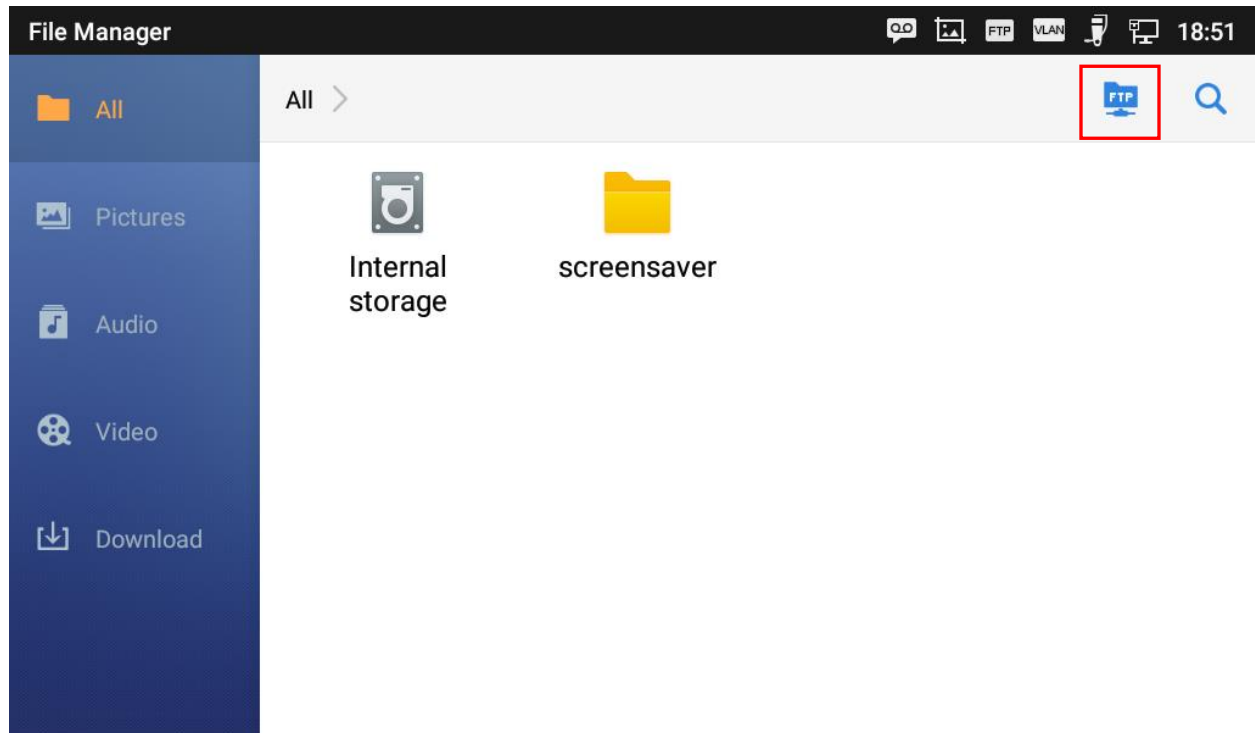 File Manager
FTP VLAN 18:51
All
All
FTP
Pictures
Internal
storage
screensaver
Audio
Video
Download